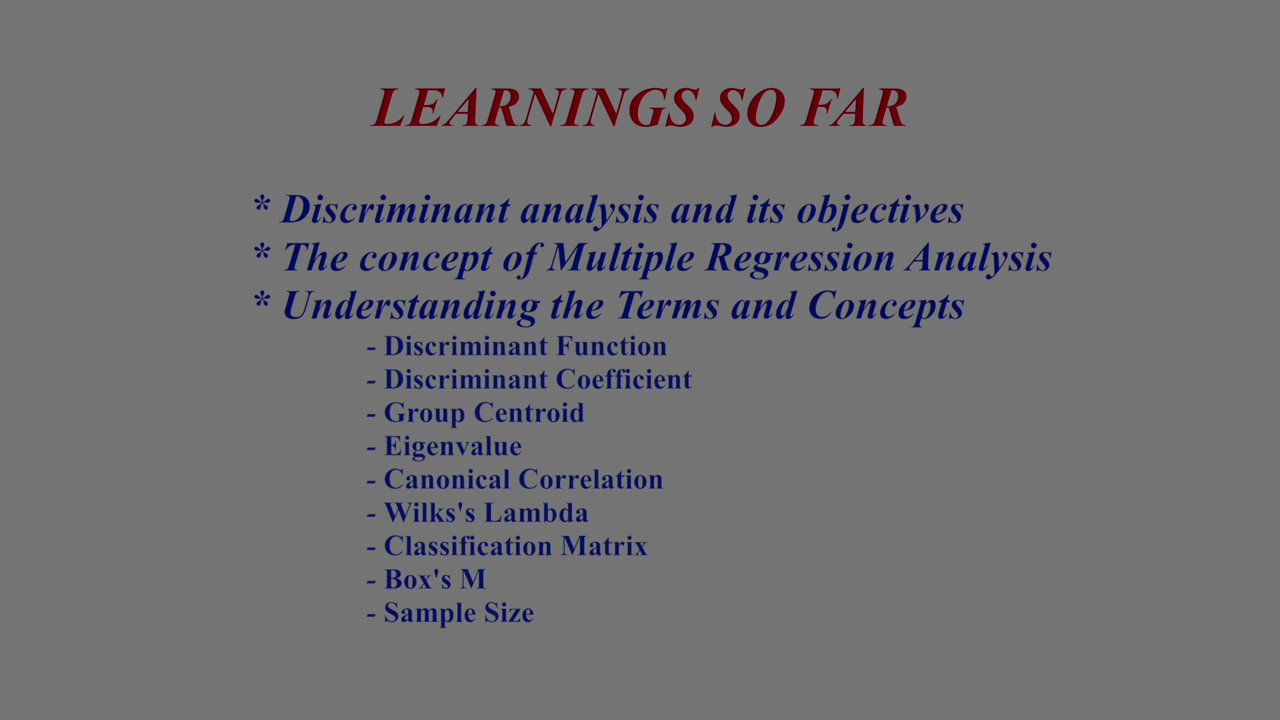 LEARNINGS SO FAR
* Discriminant analysis and its objectives
* The concept of Multiple Regression Analysis
* Understanding the Terms and Concepts
- Discriminant Function
- Discriminant Coefficient
- Group Centroid
- Eigenvalue
- Canonical Correlation
- Wilks's Lambda
- Classification Matrix
- Box's M
- Sample Size